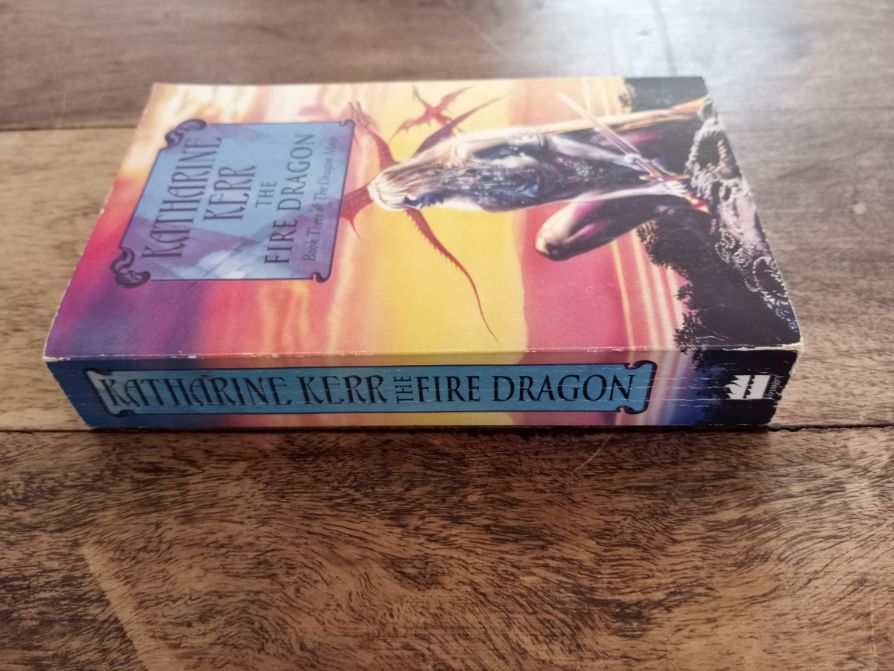 KATHARINE
KERR
THE
FIRE DRAGON
Book Three of The Dragon Mage
KATHARINE KERR THE FIRE DRAGON